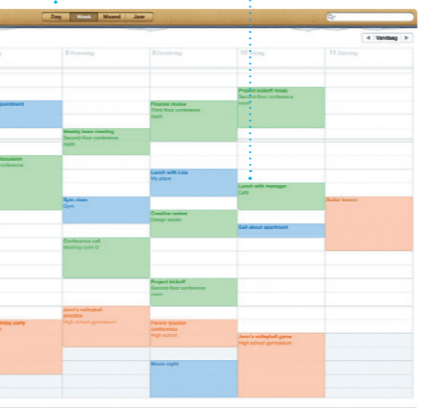 Dag Week Maand Jaar
Vandaag
8 Woensdag
9 Donderdag
11 Zaterdag
Project kickoff recap
Second-floor conference
room
Finance review
Third-floor conference
room
Weekly team meeting
Second-floor conference
room
Lunch with Lisa
My place
Lunch with manager
Café
Spin class
Gym
Guitar lesson
Creative review
Design studio
Call about apartment
Conference call
Meeting room D
Project kickoff
Second-floor conference
room
Jenn's volleyball
practice
High school gymnasium
Parent teacher
conference
High school
Jenn's volleyball game
High school gymnasium
Movie night